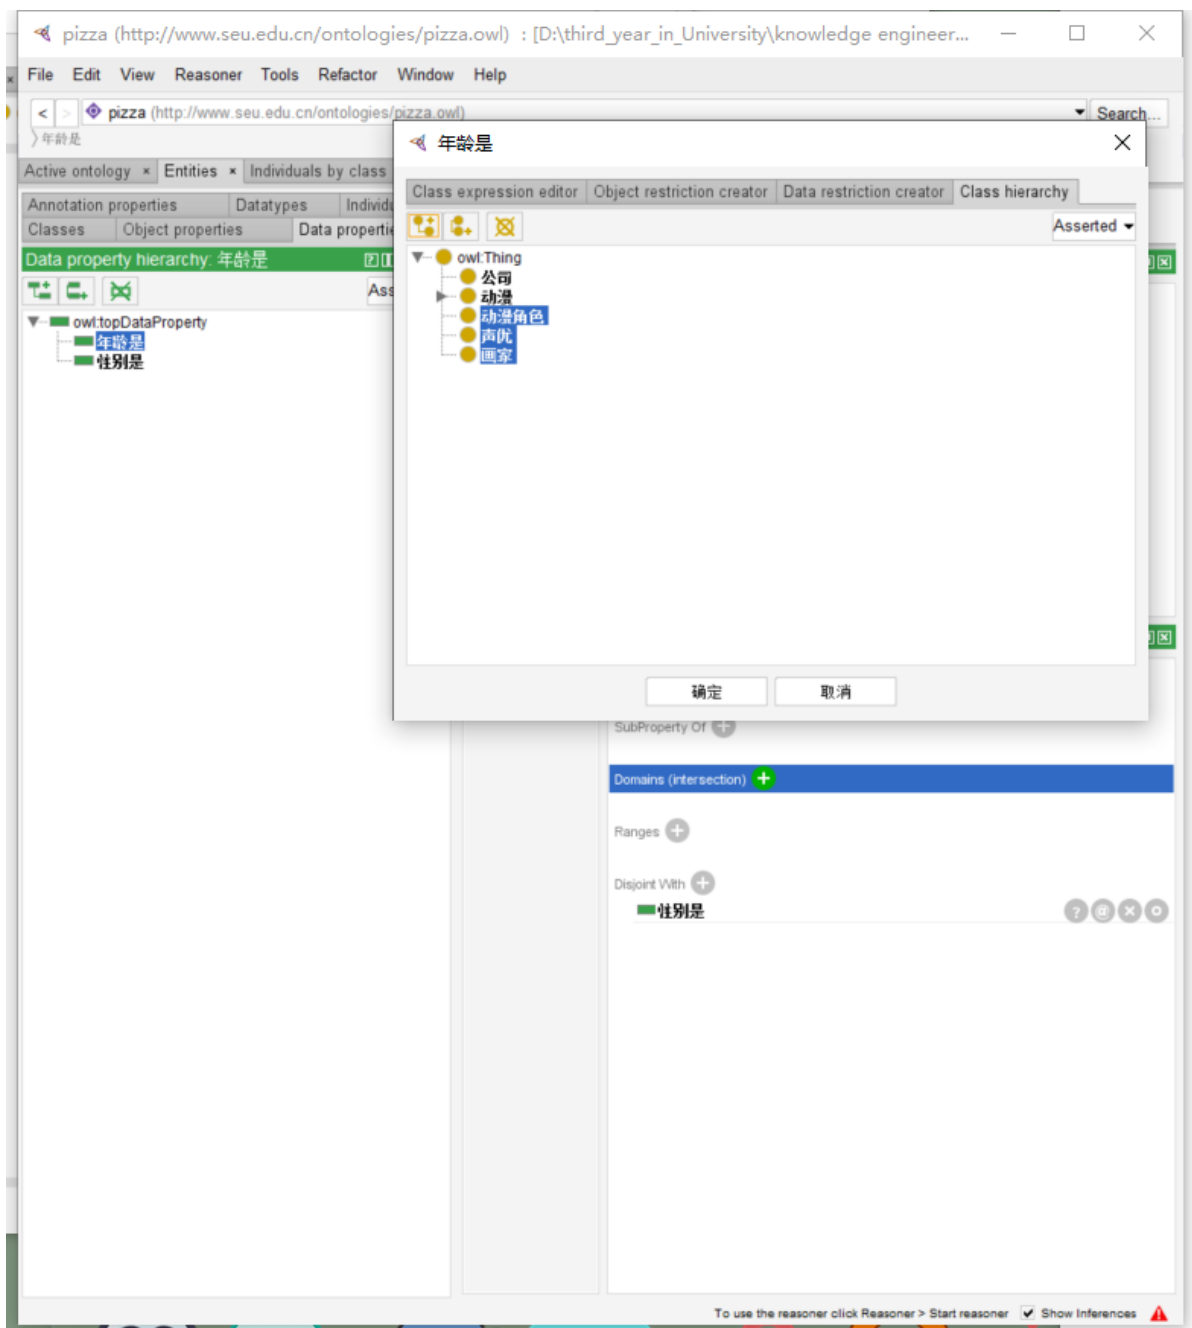 pizza (http://www.seu.edu.cn/ontologies/pizza.owl) : [D:\third_year_in_University\knowledge engineer...
File Edit View Reasoner Tools Refactor Window Help
< > pizza (http://www.seu.edu.cn/ontologies/pizza.owl) Search...
年龄是
年龄是
Active ontology × Entities × Individuals by class
Class expression editor Object restriction creator Data restriction creator Class hierarchy
Annotation properties Datatypes Individu
Classes Object properties Data propertie
Asserted
Data property hierarchy: 年龄是
Ass
owl:Thing
公司
动漫
动漫角色
声优
画家
owl:topDataProperty
年龄是
性别是
确定 取消
SubProperty Of
Domains (intersection)
Ranges
Disjoint With
性别是
To use the reasoner click Reasoner > Start reasoner Show Inferences